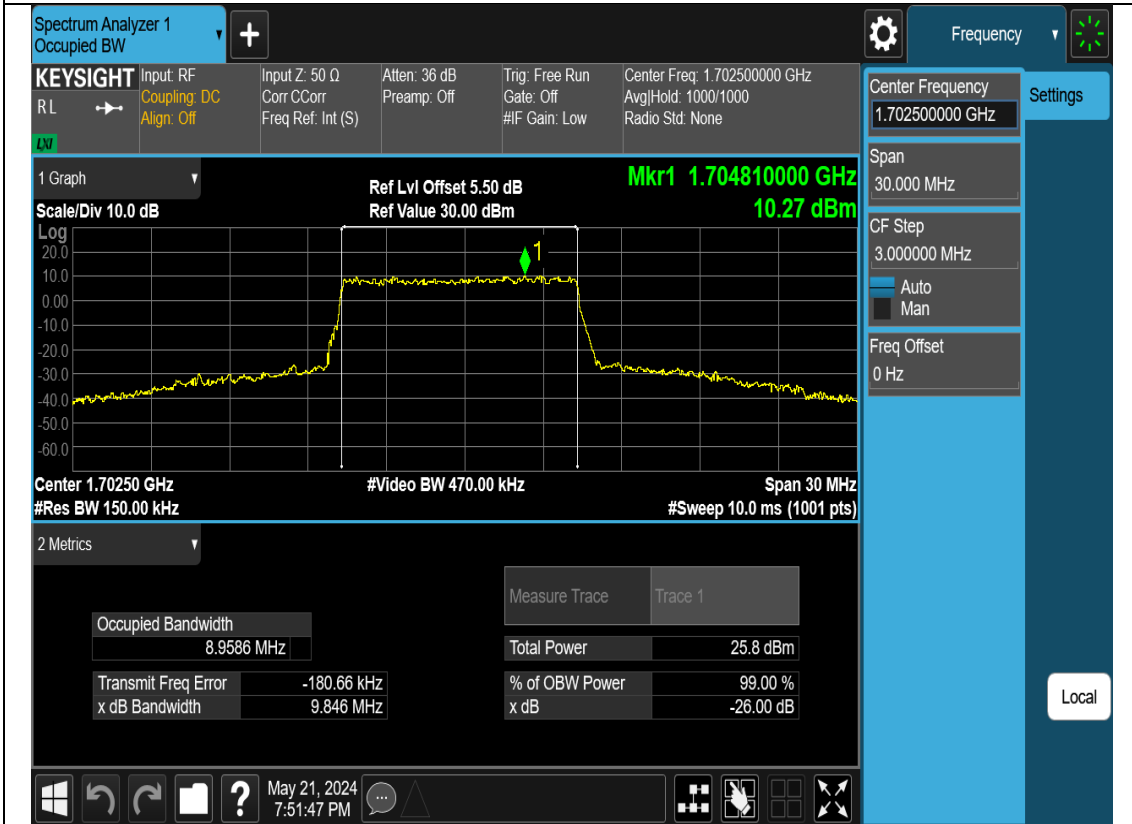 Spectrum Analyzer 1
Occupied BW
+
Frequency
KEYSIGHT
RL
LXI
Input: RF
Coupling: DC
Align: Off
Input Z: 50 Ω
Corr CCorr
Freq Ref: Int (S)
Atten: 36 dB
Preamp: Off
Trig: Free Run
Gate: Off
#IF Gain: Low
Center Freq: 1.702500000 GHz
Avg|Hold: 1000/1000
Radio Std: None
Center Frequency
1.702500000 GHz
Settings
Span
30.000 MHz
CF Step
3.000000 MHz
Auto
Man
Freq Offset
0 Hz
Local
1 Graph
Scale/Div 10.0 dB
Ref Lvl Offset 5.50 dB
Ref Value 30.00 dBm
Mkr1 1.704810000 GHz
10.27 dBm
Log
20.0
10.0
0.00
-10.0
-20.0
-30.0
-40.0
-50.0
-60.0
1
Center 1.70250 GHz
#Res BW 150.00 kHz
#Video BW 470.00 kHz
Span 30 MHz
#Sweep 10.0 ms (1001 pts)
2 Metrics
Measure Trace Trace 1
Occupied Bandwidth
8.9586 MHz
Total Power 25.8 dBm
Transmit Freq Error -180.66 kHz
% of OBW Power 99.00 %
x dB Bandwidth 9.846 MHz
x dB -26.00 dB
?
May 21, 2024
7:51:47 PM